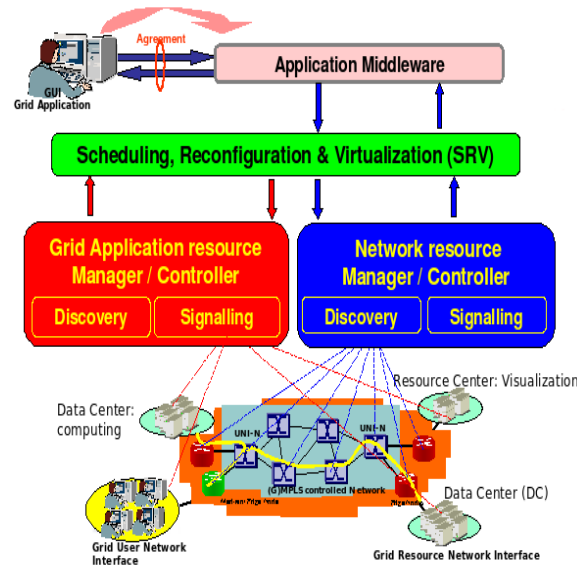 Agreement
GUI
Grid Application
Application Middleware
Scheduling, Reconfiguration & Virtualization (SRV)
Grid Application resource
Manager / Controller
Discovery
Signalling
Network resource
Manager / Controller
Discovery
Signalling
Resource Center: Visualization
Data Center:
computing
UNI-N
UNI-N
(G)MPLS controlled Network
Data Center (DC)
Grid User Network
Interface
Grid Resource Network Interface